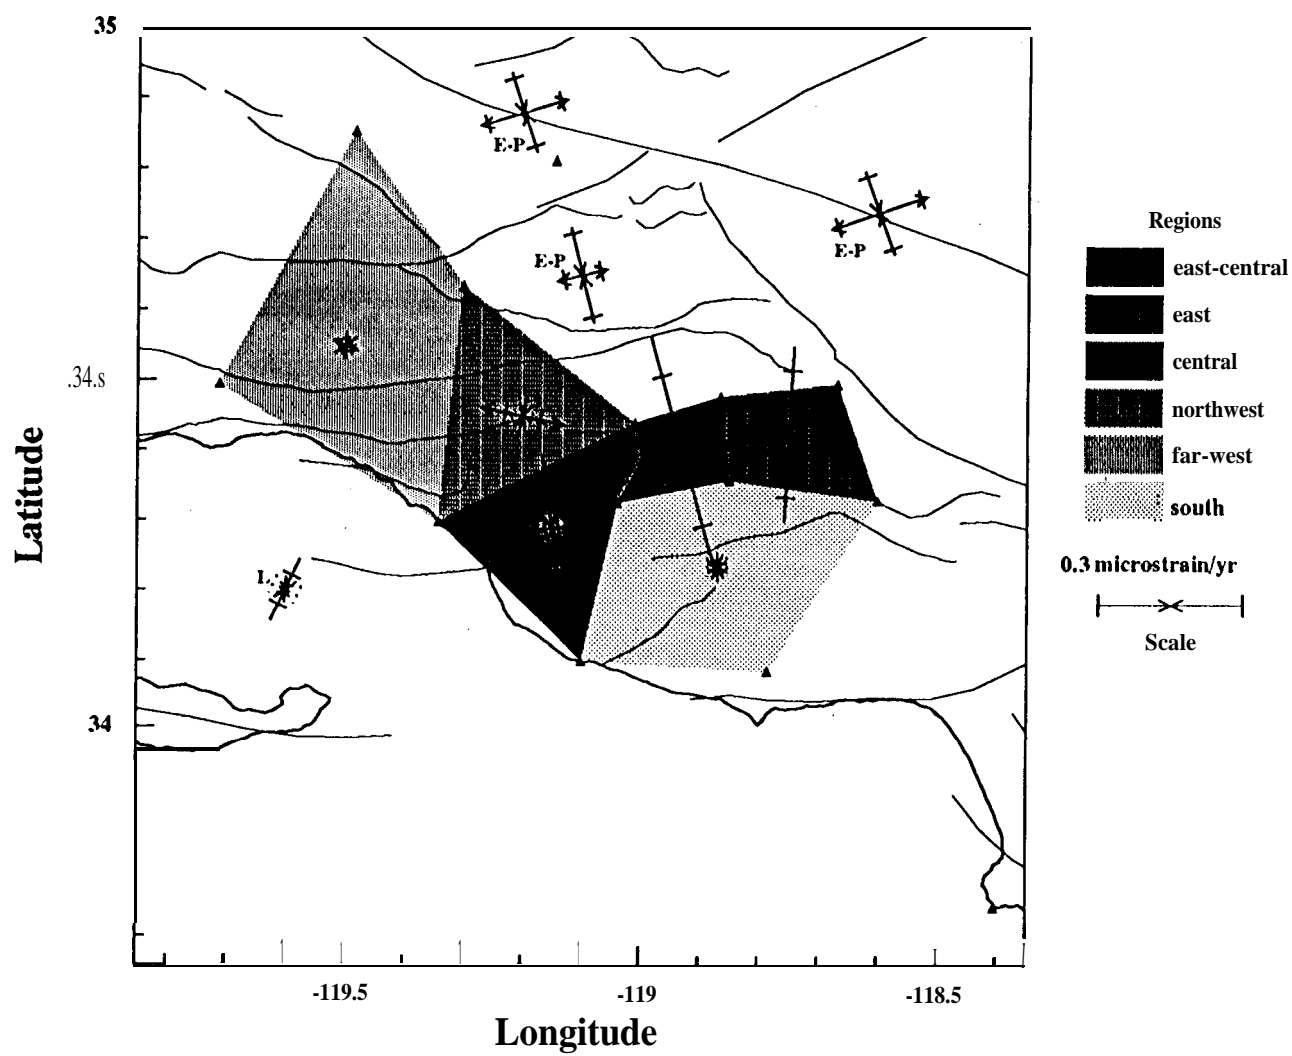 35
E-P
E-P
E-P
Regions
east-central
east
central
northwest
far-west
south
.34.s
L
0.3 microstrain/yr
Scale
34
Latitude
-119.5
-119
-118.5
Longitude